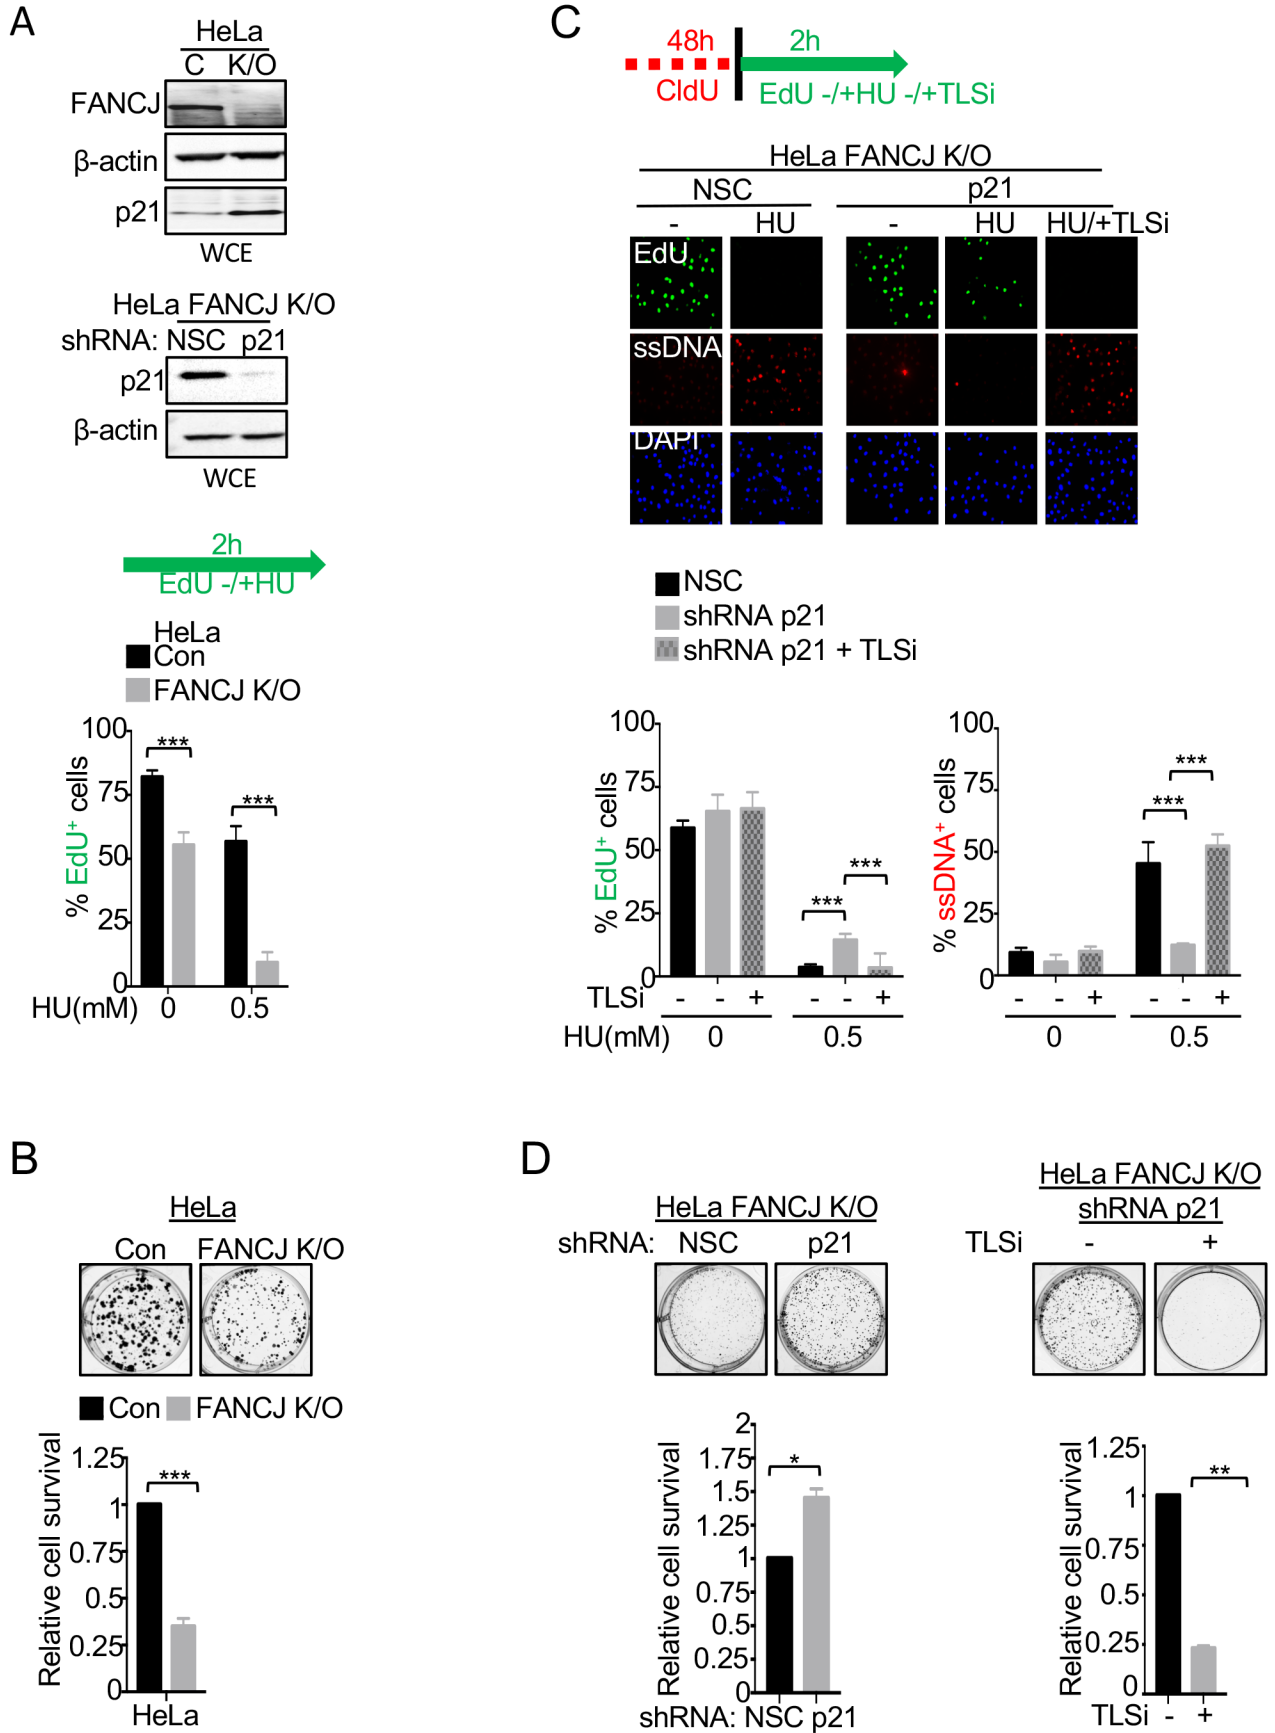 A
HeLa
C K/O
FANCJ
β-actin
p21
WCE
HeLa FANCJ K/O
shRNA: NSC p21
p21
β-actin
WCE
2h
EdU -/+HU
HeLa
Con
FANCJ K/O
% EdU+ cells
100
75
50
25
0
***
***
HU(mM) 0 0.5
B
HeLa
Con FANCJ K/O
Con FANCJ K/O
Relative cell survival
1.25
1
0.75
0.5
0.25
0
***
HeLa
C
48h 2h
CldU EdU -/+HU -/+TLSi
HeLa FANCJ K/O
NSC p21
- HU - HU HU/+TLSi
EdU
ssDNA
DAPI
NSC
shRNA p21
shRNA p21 + TLSi
% EdU+ cells
100
75
50
25
0
***
***
TLSi - - + - - +
HU(mM) 0 0.5
% ssDNA+ cells
100
75
50
25
0
***
***
- - + - - +
0 0.5
D
HeLa FANCJ K/O
shRNA: NSC p21
Relative cell survival
2
1.75
1.5
1.25
1
0.75
0.5
0.25
0
*
shRNA: NSC p21
HeLa FANCJ K/O
shRNA p21
TLSi - +
Relative cell survival
1.25
1
0.75
0.5
0.25
0
**
TLSi - +